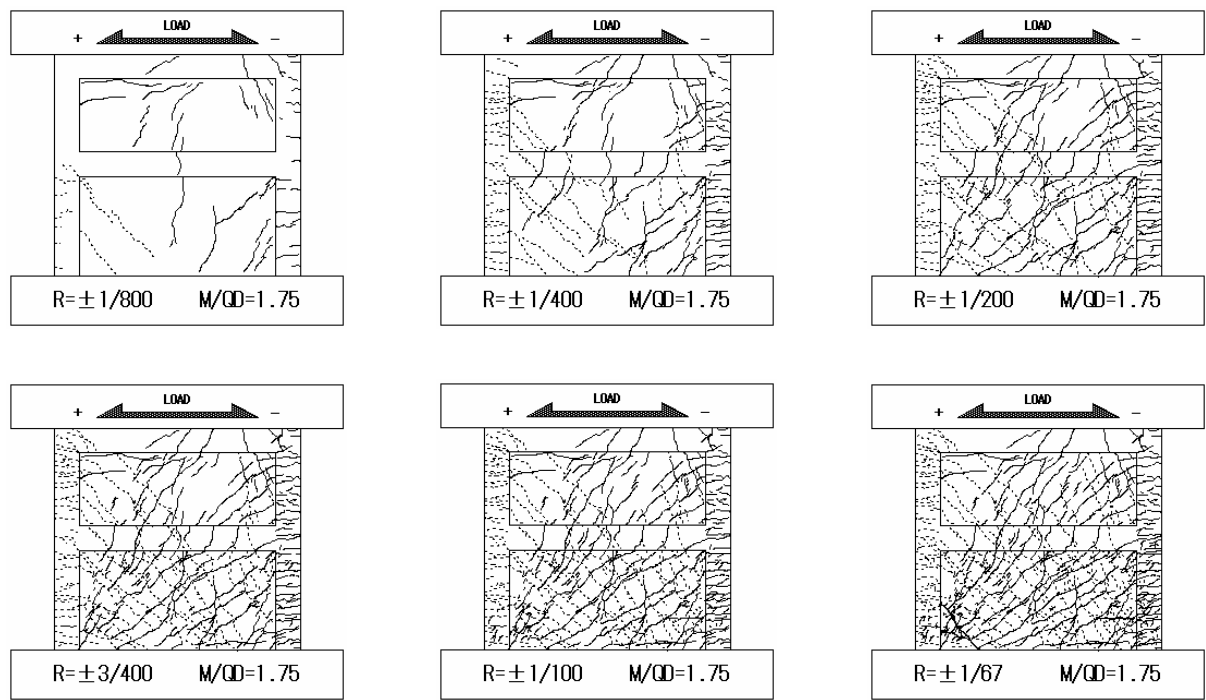 LOAD
+ −
R=±1/800 M/QD=1.75
LOAD
+ −
R=±1/400 M/QD=1.75
LOAD
+ −
R=±1/200 M/QD=1.75
LOAD
+ −
R=±3/400 M/QD=1.75
LOAD
+ −
R=±1/100 M/QD=1.75
LOAD
+ −
R=±1/67 M/QD=1.75